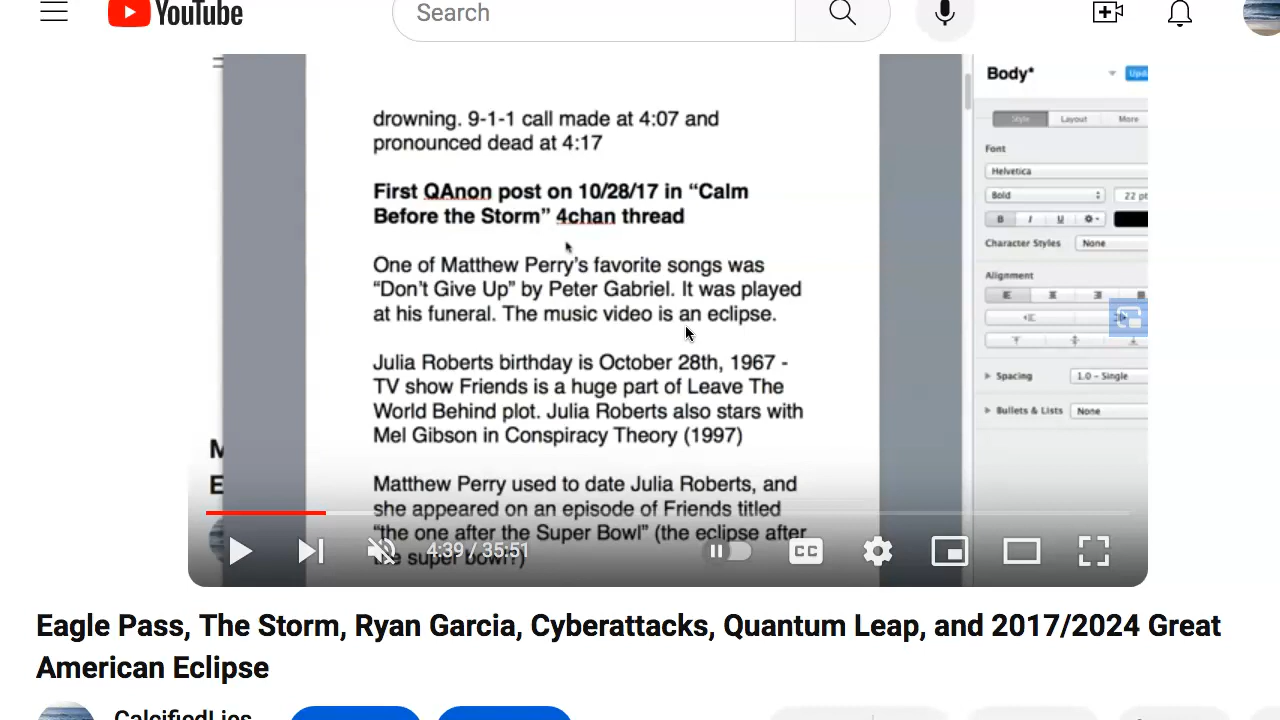 YouTube
Search
Body*
drowning. 9-1-1 call made at 4:07 and
pronounced dead at 4:17
Style Layout More
Font
Helvetica
First QAnon post on 10/28/17 in “Calm
Before the Storm” 4chan thread
Bold 22 pt
B I U
Character Styles None
One of Matthew Perry’s favorite songs was
“Don’t Give Up” by Peter Gabriel. It was played
at his funeral. The music video is an eclipse.
Alignment
Julia Roberts birthday is October 28th, 1967 -
TV show Friends is a huge part of Leave The
World Behind plot. Julia Roberts also stars with
Mel Gibson in Conspiracy Theory (1997)
Spacing 1.0 - Single
Bullets & Lists None
M
E
Matthew Perry used to date Julia Roberts, and
she appeared on an episode of Friends titled
“the one after the Super Bowl” (the eclipse after
the super bowl?)
4:39 / 35:51
CC
Eagle Pass, The Storm, Ryan Garcia, Cyberattacks, Quantum Leap, and 2017/2024 Great
American Eclipse
CalcifiedLies